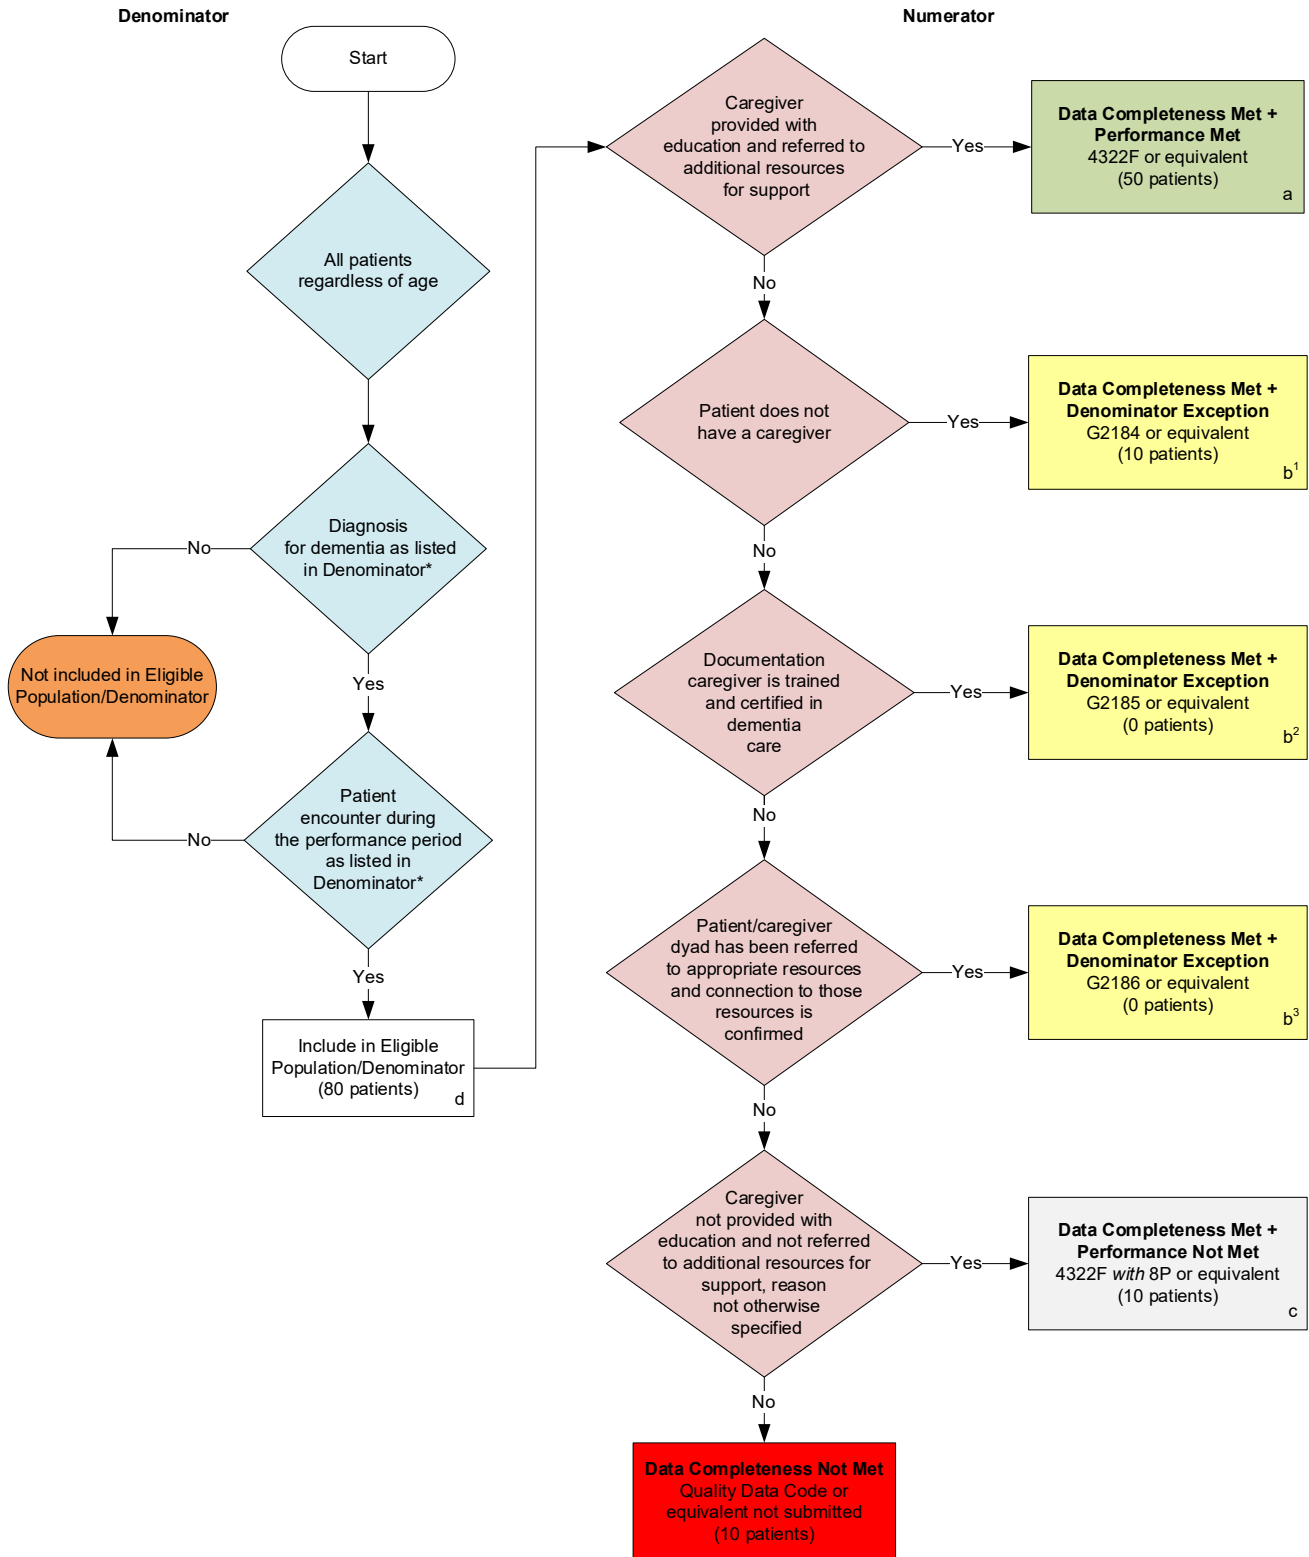 Denominator
Start
All patients
regardless of age
Diagnosis
for dementia as listed
in Denominator*
No
Yes
Not included in Eligible
Population/Denominator
Patient
encounter during
the performance period
as listed in
Denominator*
No
Yes
Include in Eligible
Population/Denominator
(80 patients)
d
Numerator
Caregiver
provided with
education and referred to
additional resources
for support
Yes
Data Completeness Met +
Performance Met
4322F or equivalent
(50 patients)
a
No
Patient does not
have a caregiver
Yes
Data Completeness Met +
Denominator Exception
G2184 or equivalent
(10 patients)
b¹
No
Documentation
caregiver is trained
and certified in
dementia
care
Yes
Data Completeness Met +
Denominator Exception
G2185 or equivalent
(0 patients)
b²
No
Patient/caregiver
dyad has been referred
to appropriate resources
and connection to those
resources is
confirmed
Yes
Data Completeness Met +
Denominator Exception
G2186 or equivalent
(0 patients)
b³
No
Caregiver
not provided with
education and not referred
to additional resources for
support, reason
not otherwise
specified
Yes
Data Completeness Met +
Performance Not Met
4322F with 8P or equivalent
(10 patients)
c
No
Data Completeness Not Met
Quality Data Code or
equivalent not submitted
(10 patients)